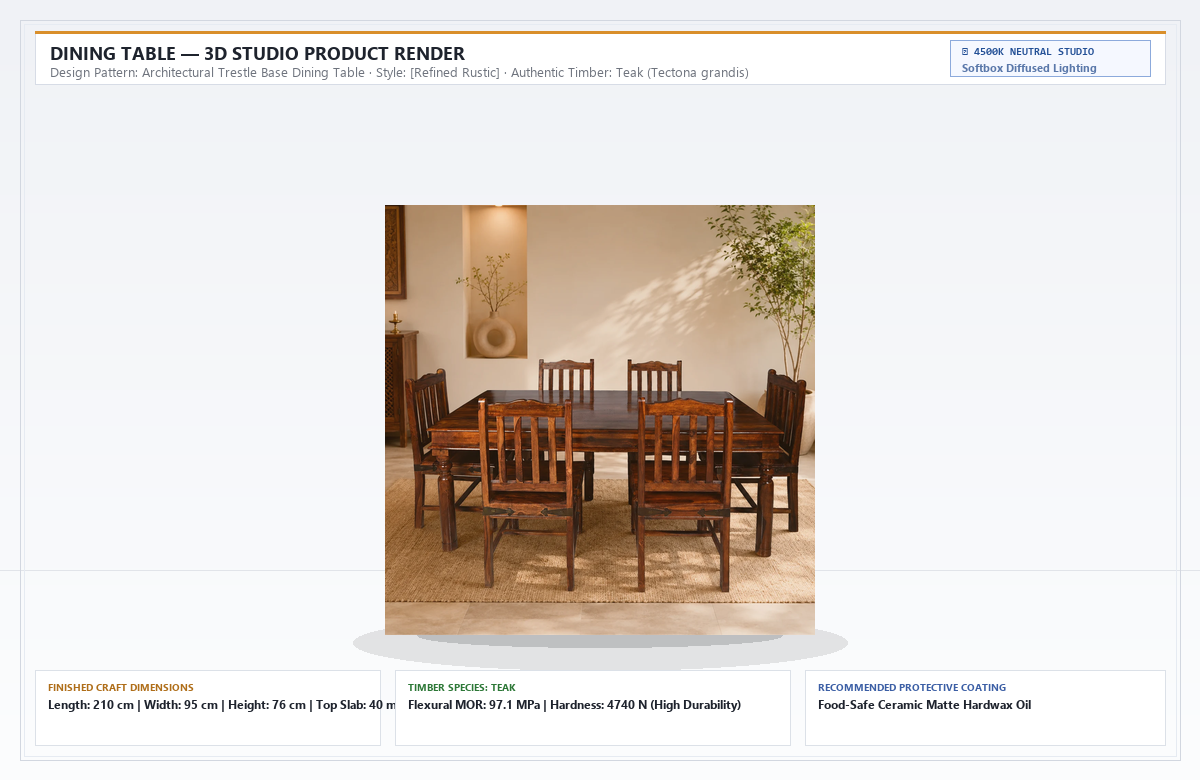 DINING TABLE — 3D STUDIO PRODUCT RENDER
Design Pattern: Architectural Trestle Base Dining Table · Style: [Refined Rustic] · Authentic Timber: Teak (Tectona grandis)
4500K NEUTRAL STUDIO
Softbox Diffused Lighting
FINISHED CRAFT DIMENSIONS
Length: 210 cm | Width: 95 cm | Height: 76 cm | Top Slab: 40 m
TIMBER SPECIES: TEAK
Flexural MOR: 97.1 MPa | Hardness: 4740 N (High Durability)
RECOMMENDED PROTECTIVE COATING
Food-Safe Ceramic Matte Hardwax Oil